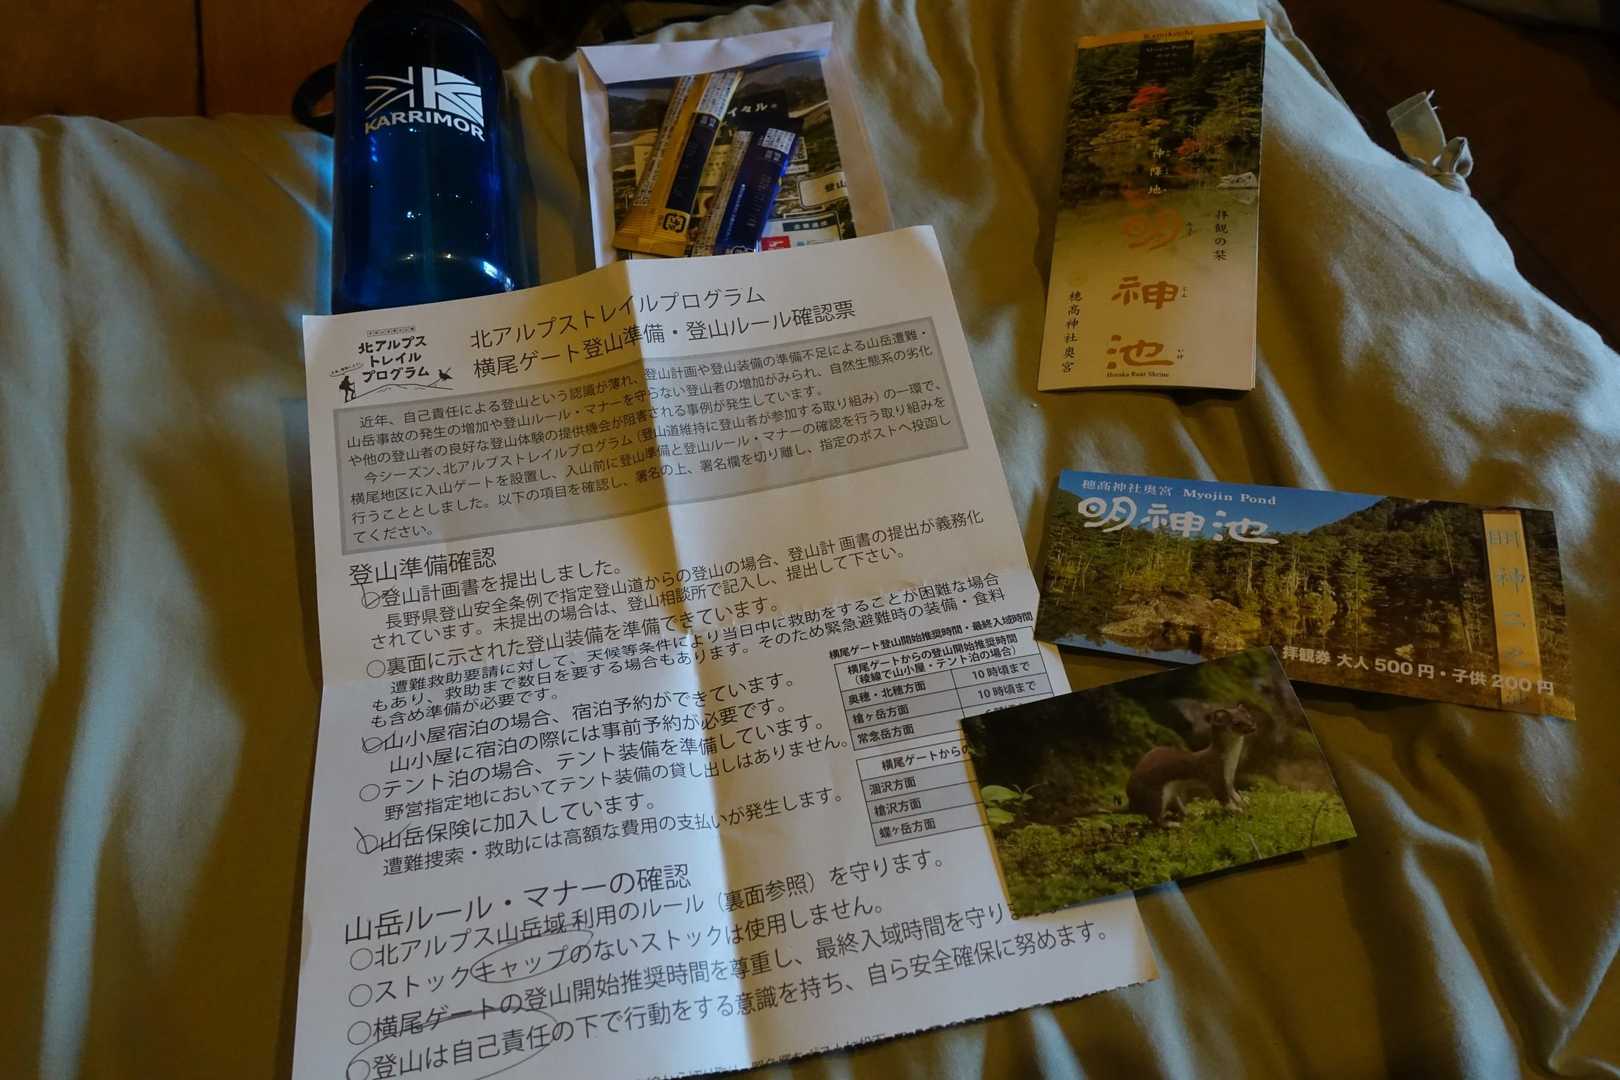 KARRIMOR
イタル。
登山
北アルプス
トレイル
プログラム
北アルプストレイルプログラム
横尾ゲート登山準備・登山ルール確認票
近年、自己責任による登山という認識が薄れ、登山計画や登山装備の準備不足による山岳遭難・
山岳事故の発生の増加や登山ルール・マナーを守らない登山者の増加がみられ、自然生態系の劣化
や他の登山者の良好な登山体験の提供機会が阻害される事例が発生しています。
今シーズン、北アルプストレイルプログラム（登山道維持に登山者が参加する取り組み）の一環で、
横尾地区に入山ゲートを設置し、入山前に登山準備と登山ルール・マナーの確認を行う取り組みを
行うこととしました。以下の項目を確認し、署名の上、署名欄を切り離し、指定のポストへ投函し
てください。
登山準備確認
○登山計画書を提出しました。
長野県登山安全条例で指定登山道からの登山の場合、登山計画書の提出が義務化
されています。未提出の場合は、登山相談所で記入し、提出して下さい。
○裏面に示された登山装備を準備できています。
遭難救助要請に対して、天候等条件により当日中に救助をすることが困難な場合
もあり、救助まで数日を要する場合もあります。そのため緊急避難時の装備・食料
も含め準備が必要です。
○山小屋宿泊の場合、宿泊予約ができています。
山小屋に宿泊の際には事前予約が必要です。
○テント泊の場合、テント装備を準備しています。
野営指定地においてテント装備の貸し出しはありません。
○山岳保険に加入しています。
遭難捜索・救助には高額な費用の支払いが発生します。
横尾ゲート登山開始推奨時間・最終入域時間
横尾ゲートからの登山開始推奨時間
（稜線で山小屋・テント泊の場合）
奥穂・北穂方面 10時頃まで
槍ヶ岳方面 10時頃まで
常念岳方面
横尾ゲートからの
涸沢方面
槍沢方面
蝶ヶ岳方面
山岳ルール・マナーの確認
○北アルプス山岳域利用のルール（裏面参照）を守ります。
○ストックキャップのないストックは使用しません。
○横尾ゲートの登山開始推奨時間を尊重し、最終入域時間を守り
○登山は自己責任の下で行動をする意識を持ち、自ら安全確保に努めます。
Kamikochi
Myojin Pond
神降地
明神池
拝観の栞
穂高神社奥宮
Hotaka Rear Shrine
穂高神社奥宮 Myojin Pond
明神池
明神二之池
拝観券 大人500円・子供200円